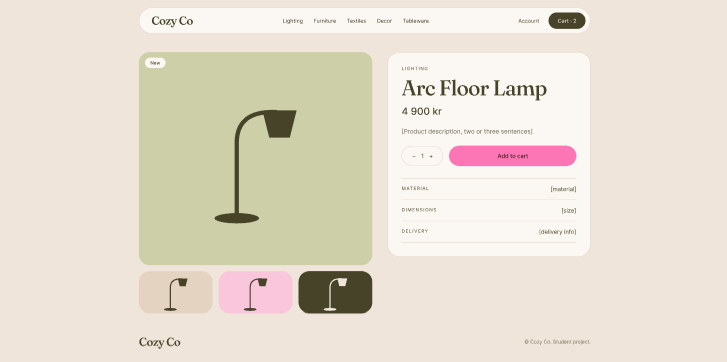 Cozy Co
Lighting Furniture Textiles Decor Tableware
Account
Cart · 2
New
LIGHTING
Arc Floor Lamp
4 900 kr
[Product description, two or three sentences]
− 1 +
Add to cart
MATERIAL [material]
DIMENSIONS [size]
DELIVERY [delivery info]
Cozy Co
© Cozy Co. Student project.